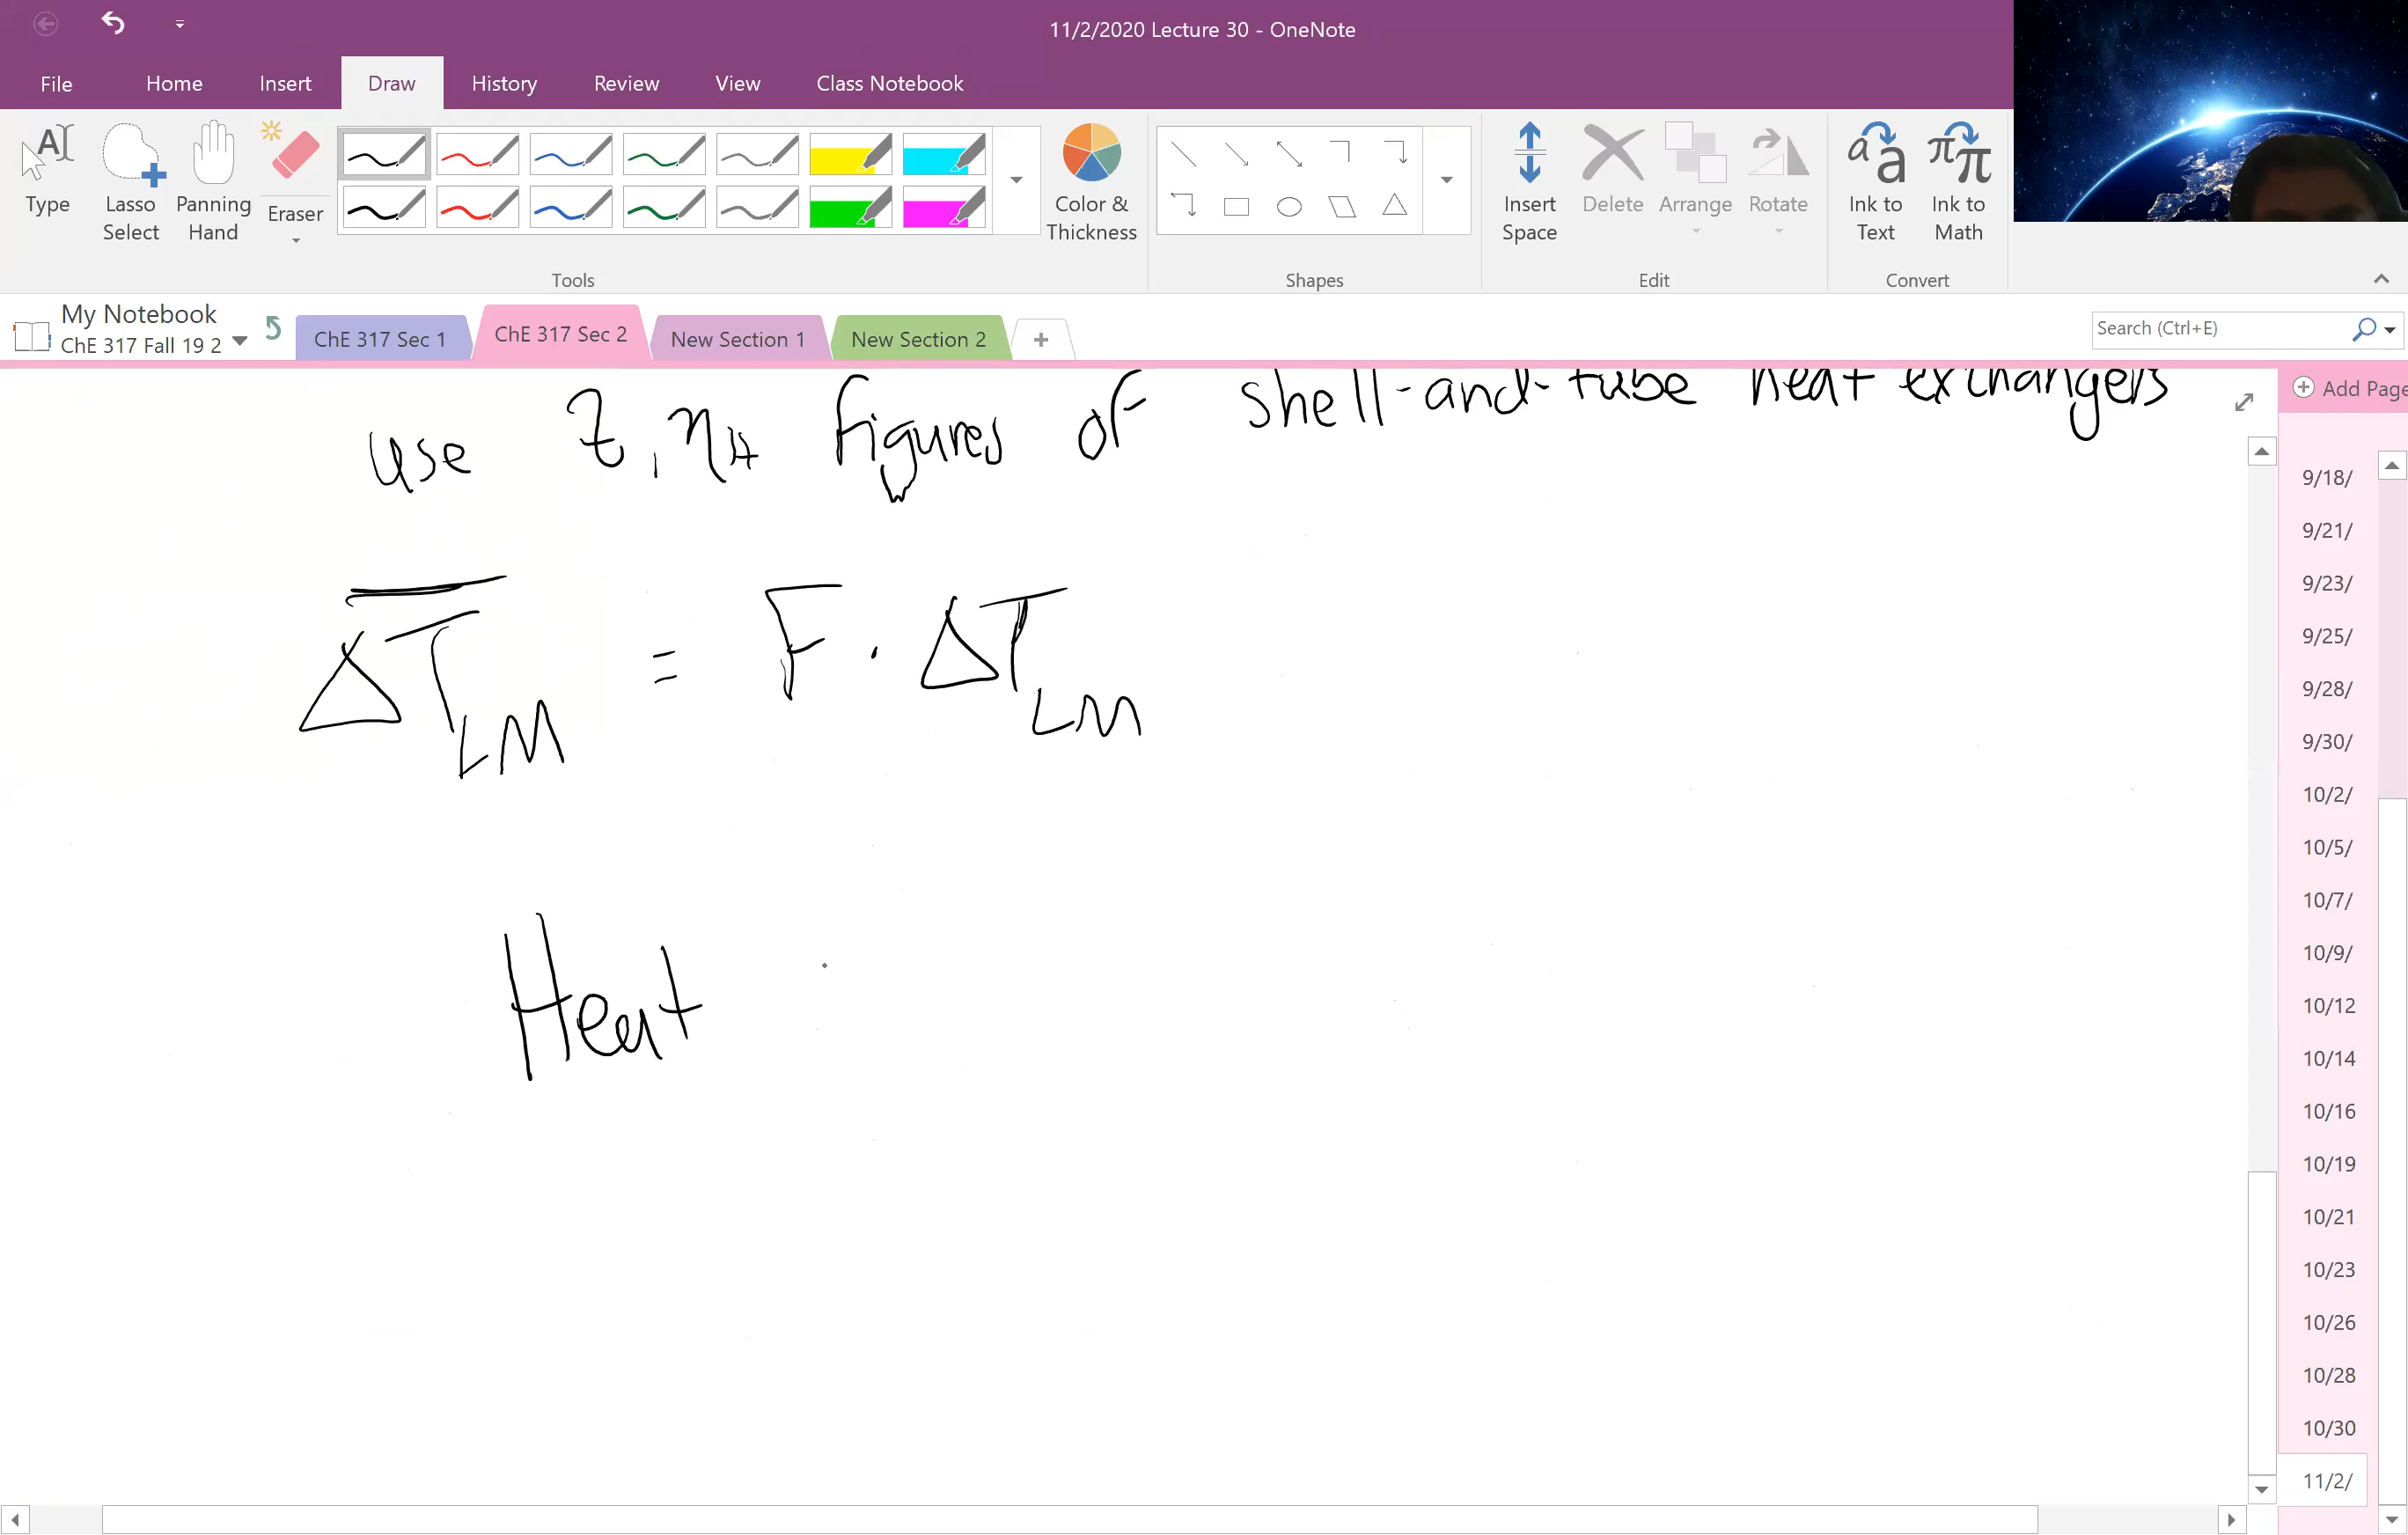 11/2/2020 Lecture 30 - OneNote
File Home Insert Draw History Review View Class Notebook
Type
Lasso Select
Panning Hand
Eraser
Color & Thickness
Insert Space
Delete
Arrange
Rotate
Ink to Text
Ink to Math
Tools Shapes Edit Convert
My Notebook
ChE 317 Fall 19 2
ChE 317 Sec 1 ChE 317 Sec 2 New Section 1 New Section 2 +
Search (Ctrl+E)
Add Page
use Z, ηH figures of shell-and-tube heat exchangers
ΔT̅LM = F · ΔTLM
Heat
9/18/
9/21/
9/23/
9/25/
9/28/
9/30/
10/2/
10/5/
10/7/
10/9/
10/12
10/14
10/16
10/19
10/21
10/23
10/26
10/28
10/30
11/2/